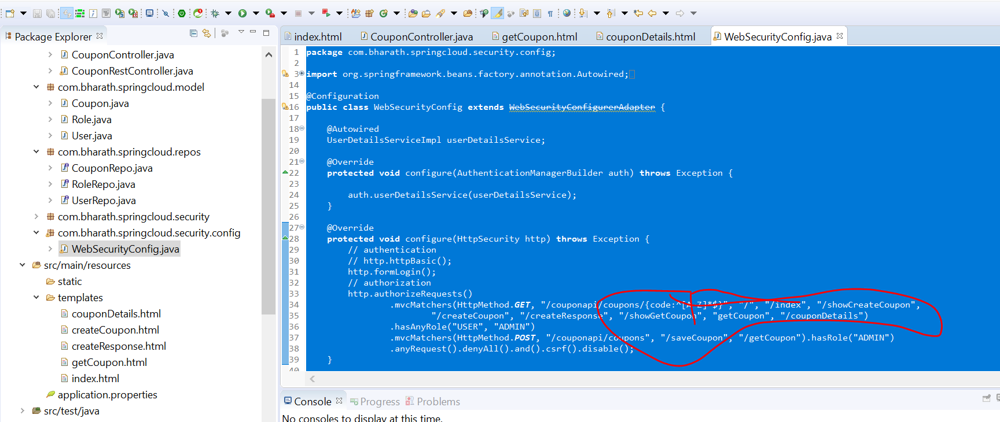 Package Explorer
CouponController.java
CouponRestController.java
com.bharath.springcloud.model
Coupon.java
Role.java
User.java
com.bharath.springcloud.repos
CouponRepo.java
RoleRepo.java
UserRepo.java
com.bharath.springcloud.security
com.bharath.springcloud.security.config
WebSecurityConfig.java
src/main/resources
static
templates
couponDetails.html
createCoupon.html
createResponse.html
getCoupon.html
index.html
application.properties
src/test/java
index.html CouponController.java getCoupon.html couponDetails.html WebSecurityConfig.java
1 package com.bharath.springcloud.security.config;
2
3 import org.springframework.beans.factory.annotation.Autowired;
14
15 @Configuration
16 public class WebSecurityConfig extends WebSecurityConfigurerAdapter {
17
18 @Autowired
19 UserDetailsServiceImpl userDetailsService;
20
21 @Override
22 protected void configure(AuthenticationManagerBuilder auth) throws Exception {
23
24 auth.userDetailsService(userDetailsService);
25 }
26
27 @Override
28 protected void configure(HttpSecurity http) throws Exception {
29 // authentication
30 // http.httpBasic();
31 http.formLogin();
32 // authorization
33 http.authorizeRequests()
34 .mvcMatchers(HttpMethod.GET, "/couponapi/coupons/{code:^[A-Z]*$}", "/", "/index", "/showCreateCoupon",
35 "/createCoupon", "/createResponse", "/showGetCoupon", "getCoupon", "/couponDetails")
36 .hasAnyRole("USER", "ADMIN")
37 .mvcMatchers(HttpMethod.POST, "/couponapi/coupons", "/saveCoupon", "/getCoupon").hasRole("ADMIN")
38 .anyRequest().denyAll().and().csrf().disable();
39 }
40
Console Progress Problems
No consoles to display at this time.